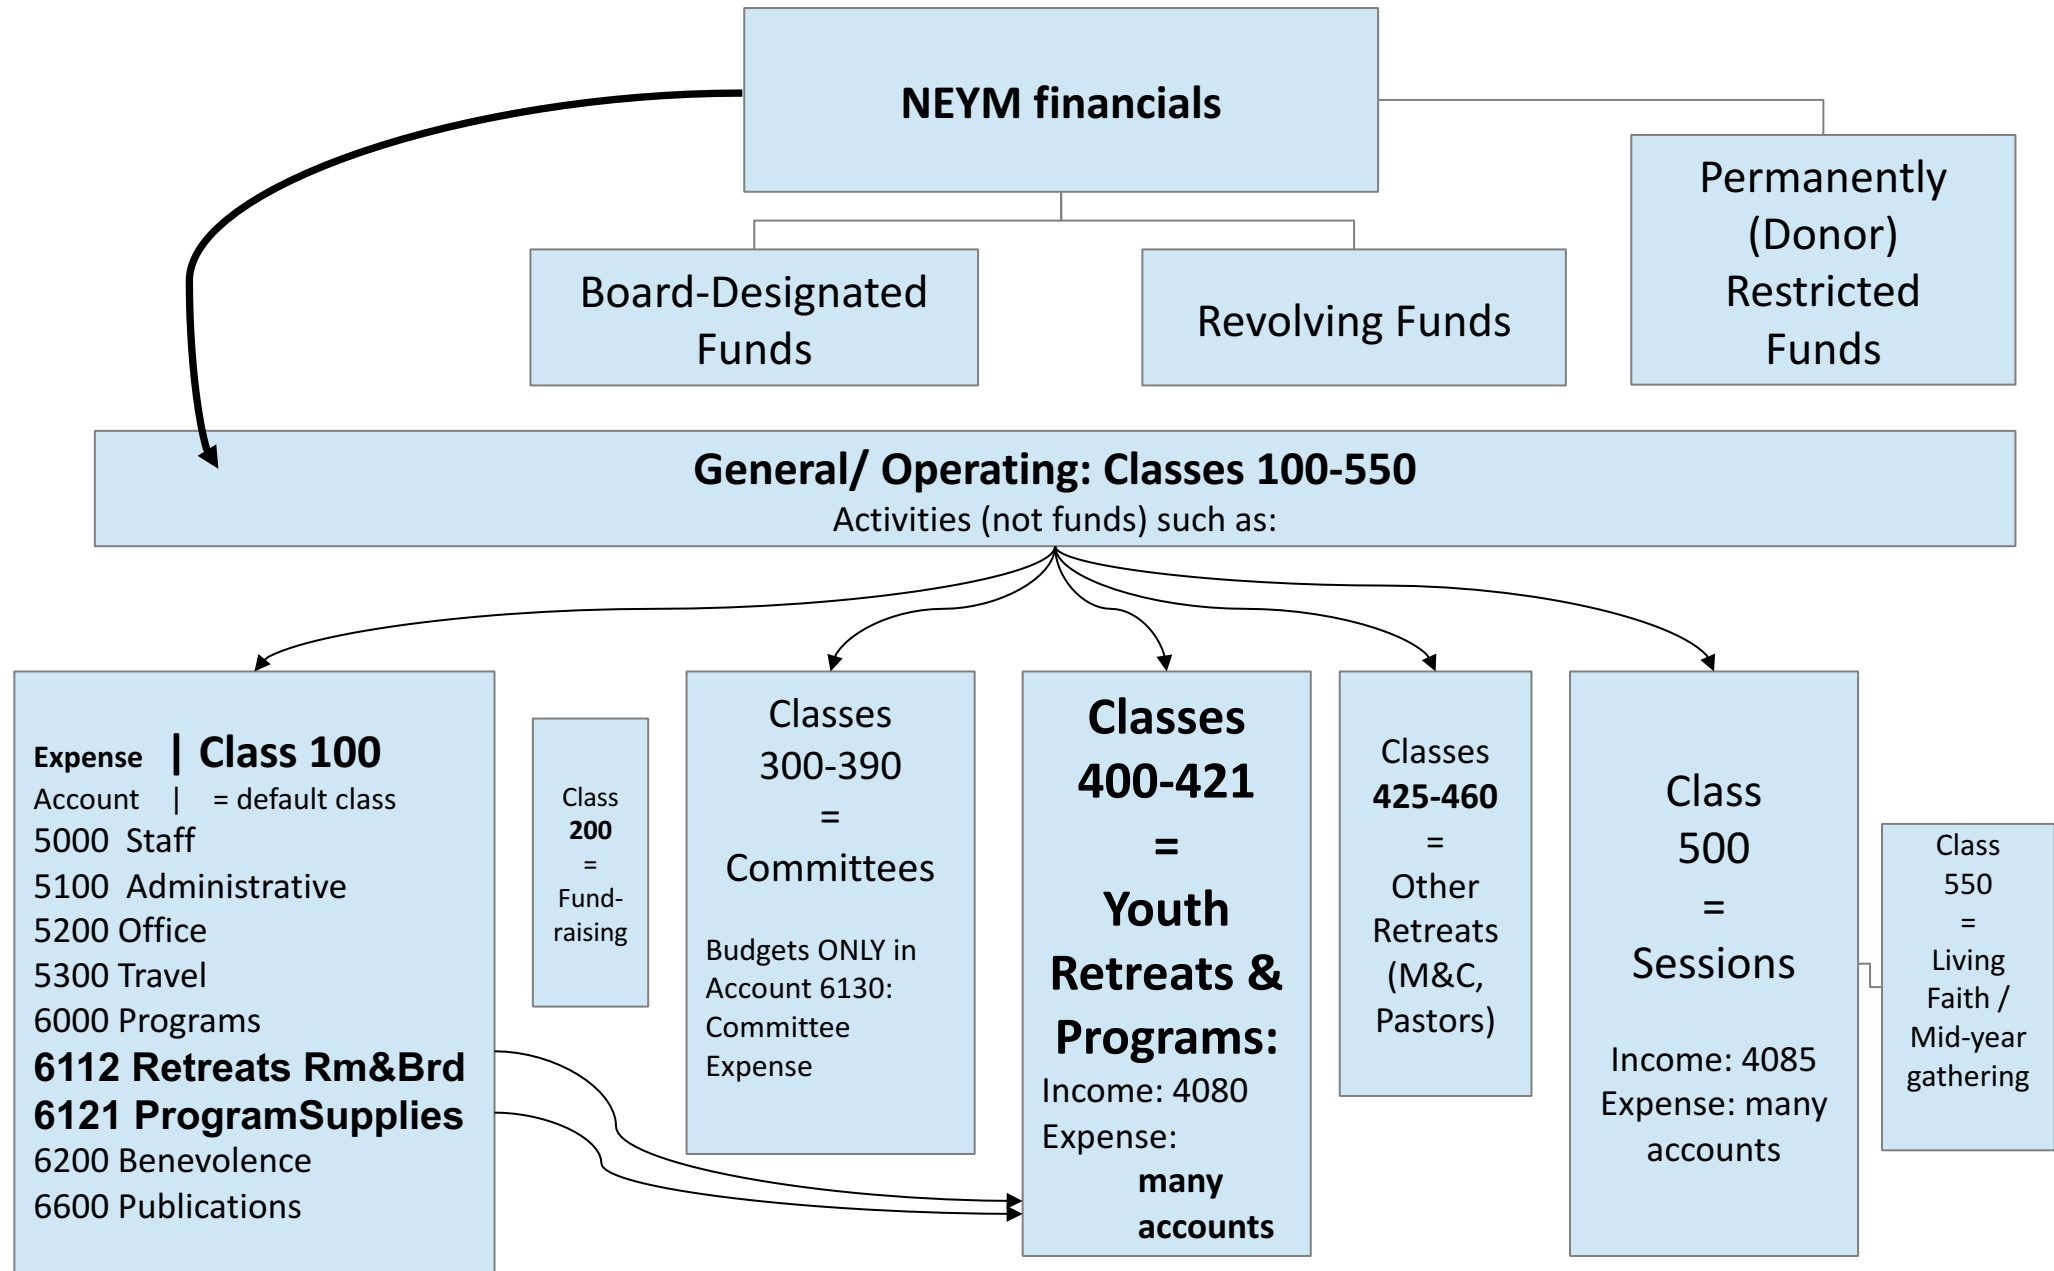 NEYM financials
Permanently
(Donor)
Restricted
Funds
Board-Designated
Funds
Revolving Funds
General/ Operating: Classes 100-550
Activities (not funds) such as:
Expense | Class 100
Account | = default class
5000 Staff
5100 Administrative
5200 Office
5300 Travel
6000 Programs
6112 Retreats Rm&Brd
6121 ProgramSupplies
6200 Benevolence
6600 Publications
Class
200
=
Fund-
raising
Classes
300-390
=
Committees
Budgets ONLY in
Account 6130:
Committee
Expense
Classes
400-421
=
Youth
Retreats &
Programs:
Income: 4080
Expense:
many
accounts
Classes
425-460
=
Other
Retreats
(M&C,
Pastors)
Class
500
=
Sessions
Income: 4085
Expense: many
accounts
Class
550
=
Living
Faith /
Mid-year
gathering